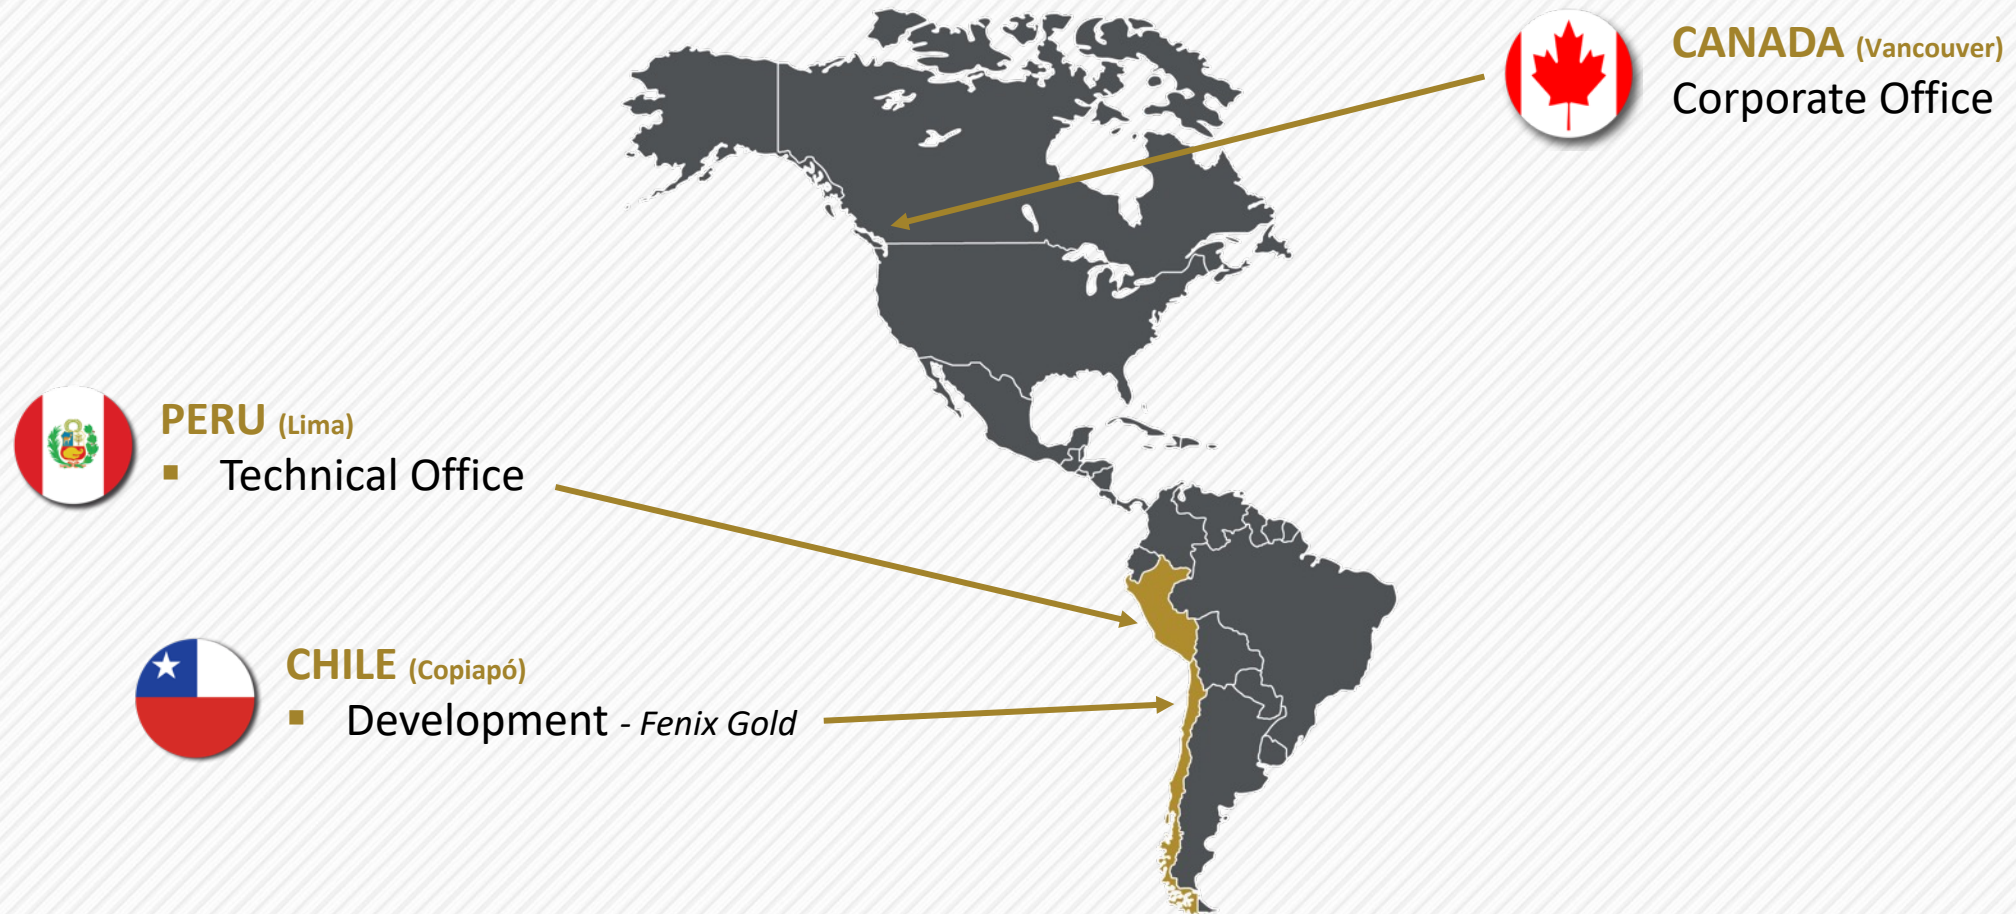 CANADA (Vancouver)
Corporate Office
PERU (Lima)
▪ Technical Office
CHILE (Copiapó)
▪ Development - Fenix Gold